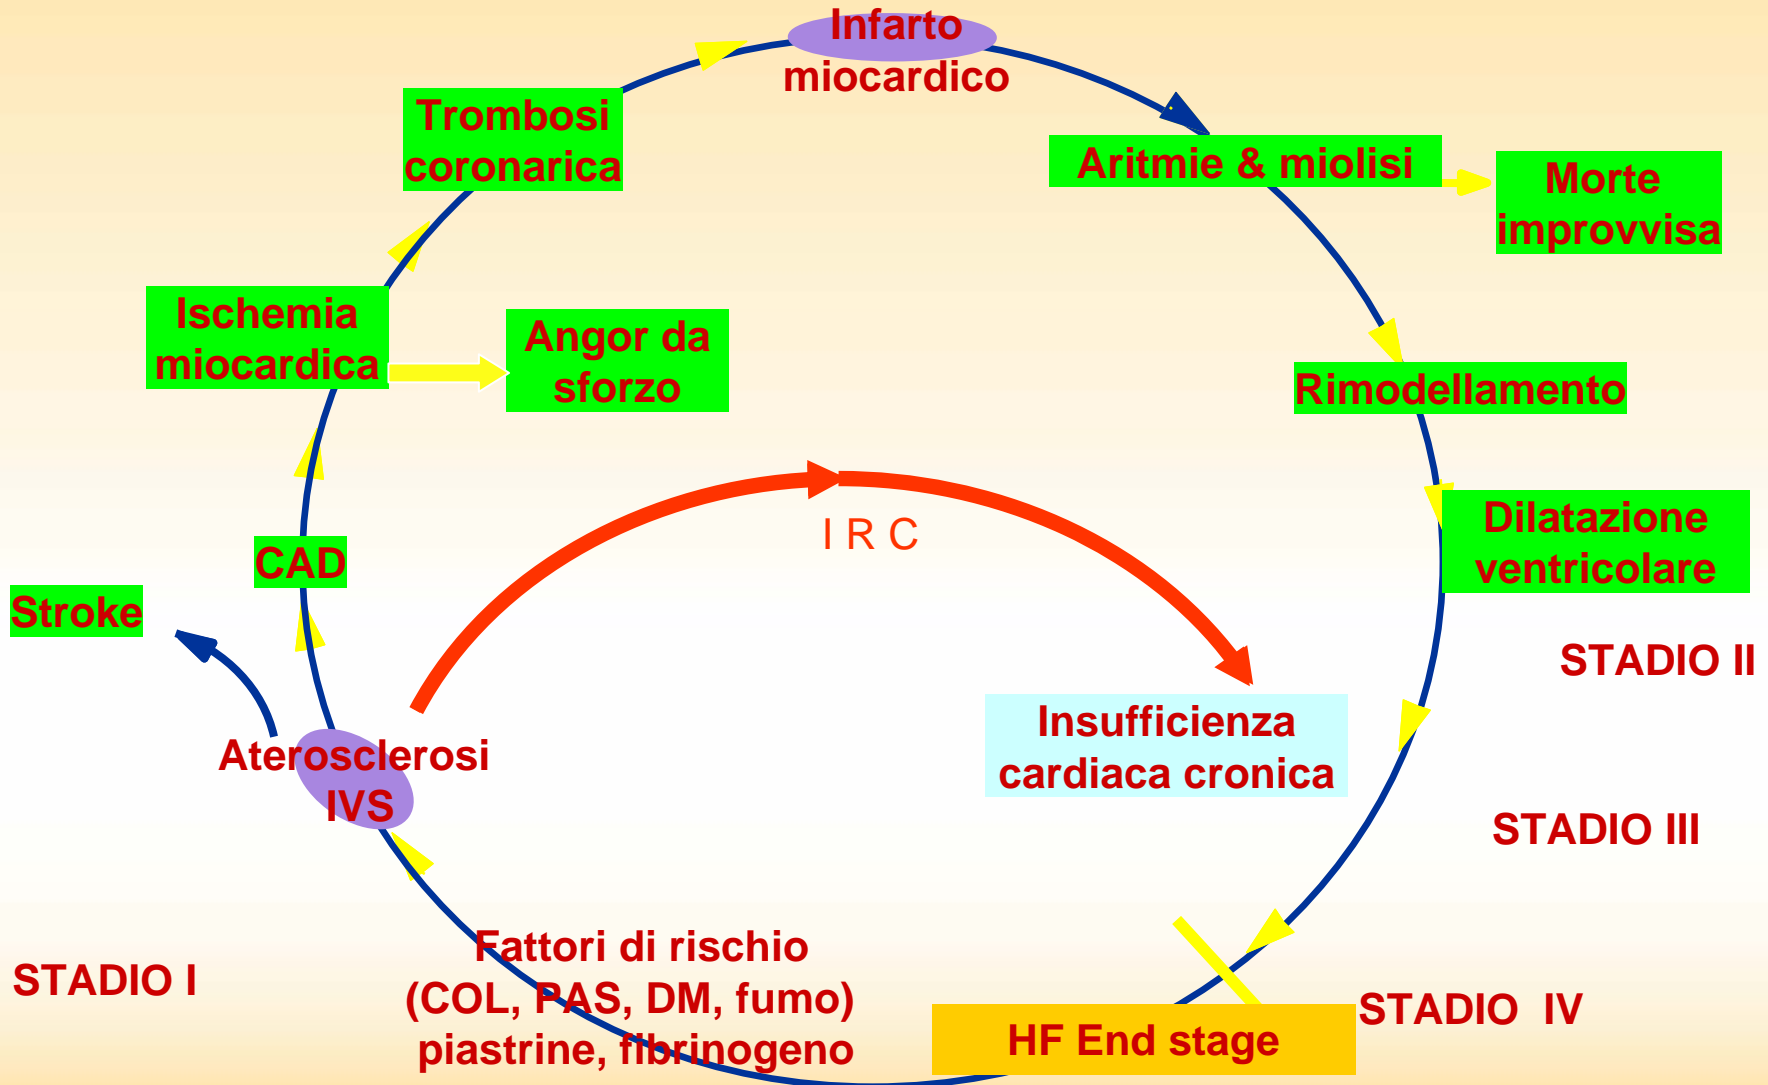 Infarto
miocardico
Trombosi
coronarica
Aritmie & miolisi
Morte
improvvisa
Ischemia
miocardica
Angor da
sforzo
Rimodellamento
I R C
Dilatazione
ventricolare
CAD
Stroke
STADIO II
Insufficienza
cardiaca cronica
Aterosclerosi
IVS
STADIO III
Fattori di rischio
(COL, PAS, DM, fumo)
piastrine, fibrinogeno
STADIO I
STADIO IV
HF End stage